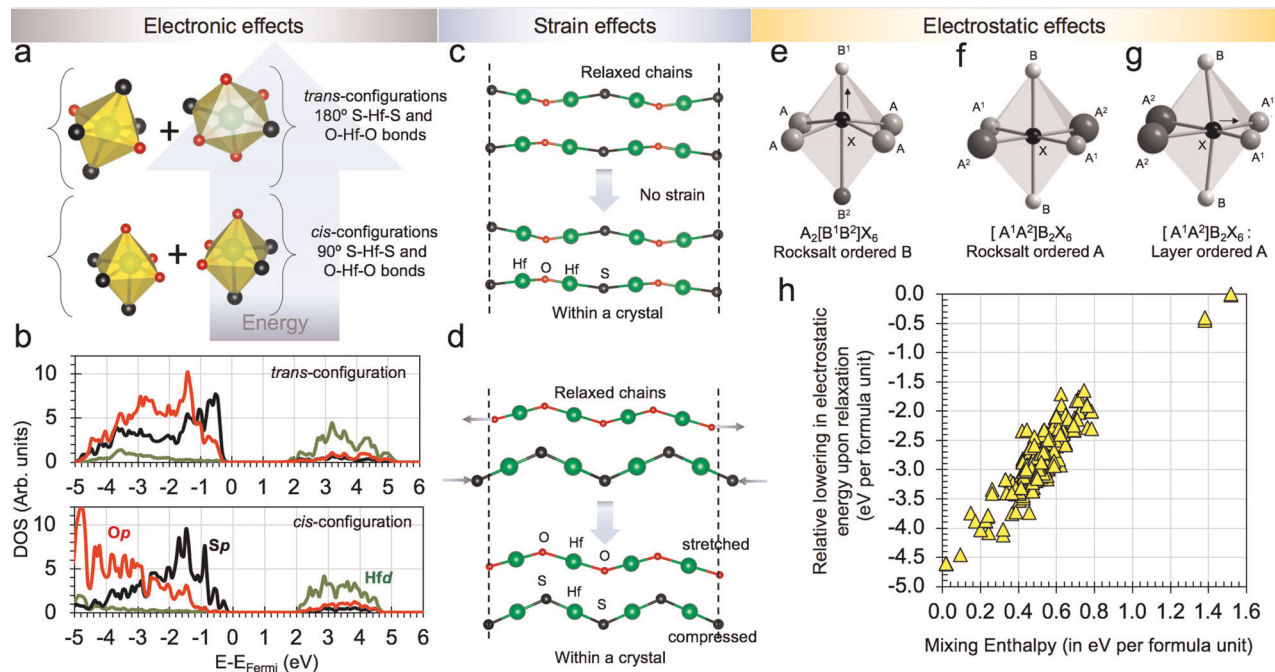 Electronic effects
Strain effects
Electrostatic effects
a
trans-configurations
180º S-Hf-S and
O-Hf-O bonds
+
cis-configurations
90º S-Hf-S and
O-Hf-O bonds
+
Energy
b
DOS (Arb. units)
10
5
0
trans-configuration
-5 -4 -3 -2 -1 0 1 2 3 4 5 6
10
5
0
Op
Sp
cis-configuration
Hfd
-5 -4 -3 -2 -1 0 1 2 3 4 5 6
E-EFermi (eV)
c
Relaxed chains
No strain
Hf O Hf S
Within a crystal
d
Relaxed chains
O Hf O
stretched
S Hf S
compressed
Within a crystal
e
B1
A A
A A
X
B2
A2[B1B2]X6
Rocksalt ordered B
f
B
A1 A2
A2 X A1
B
[A1A2]B2X6
Rocksalt ordered A
g
B
A2 A1
A2 X A1
B
[A1A2]B2X6:
Layer ordered A
h
Relative lowering in electrostatic
energy upon relaxation
(eV per formula unit)
0.0
-0.5
-1.0
-1.5
-2.0
-2.5
-3.0
-3.5
-4.0
-4.5
-5.0
0.0 0.2 0.4 0.6 0.8 1.0 1.2 1.4 1.6
Mixing Enthalpy (in eV per formula unit)